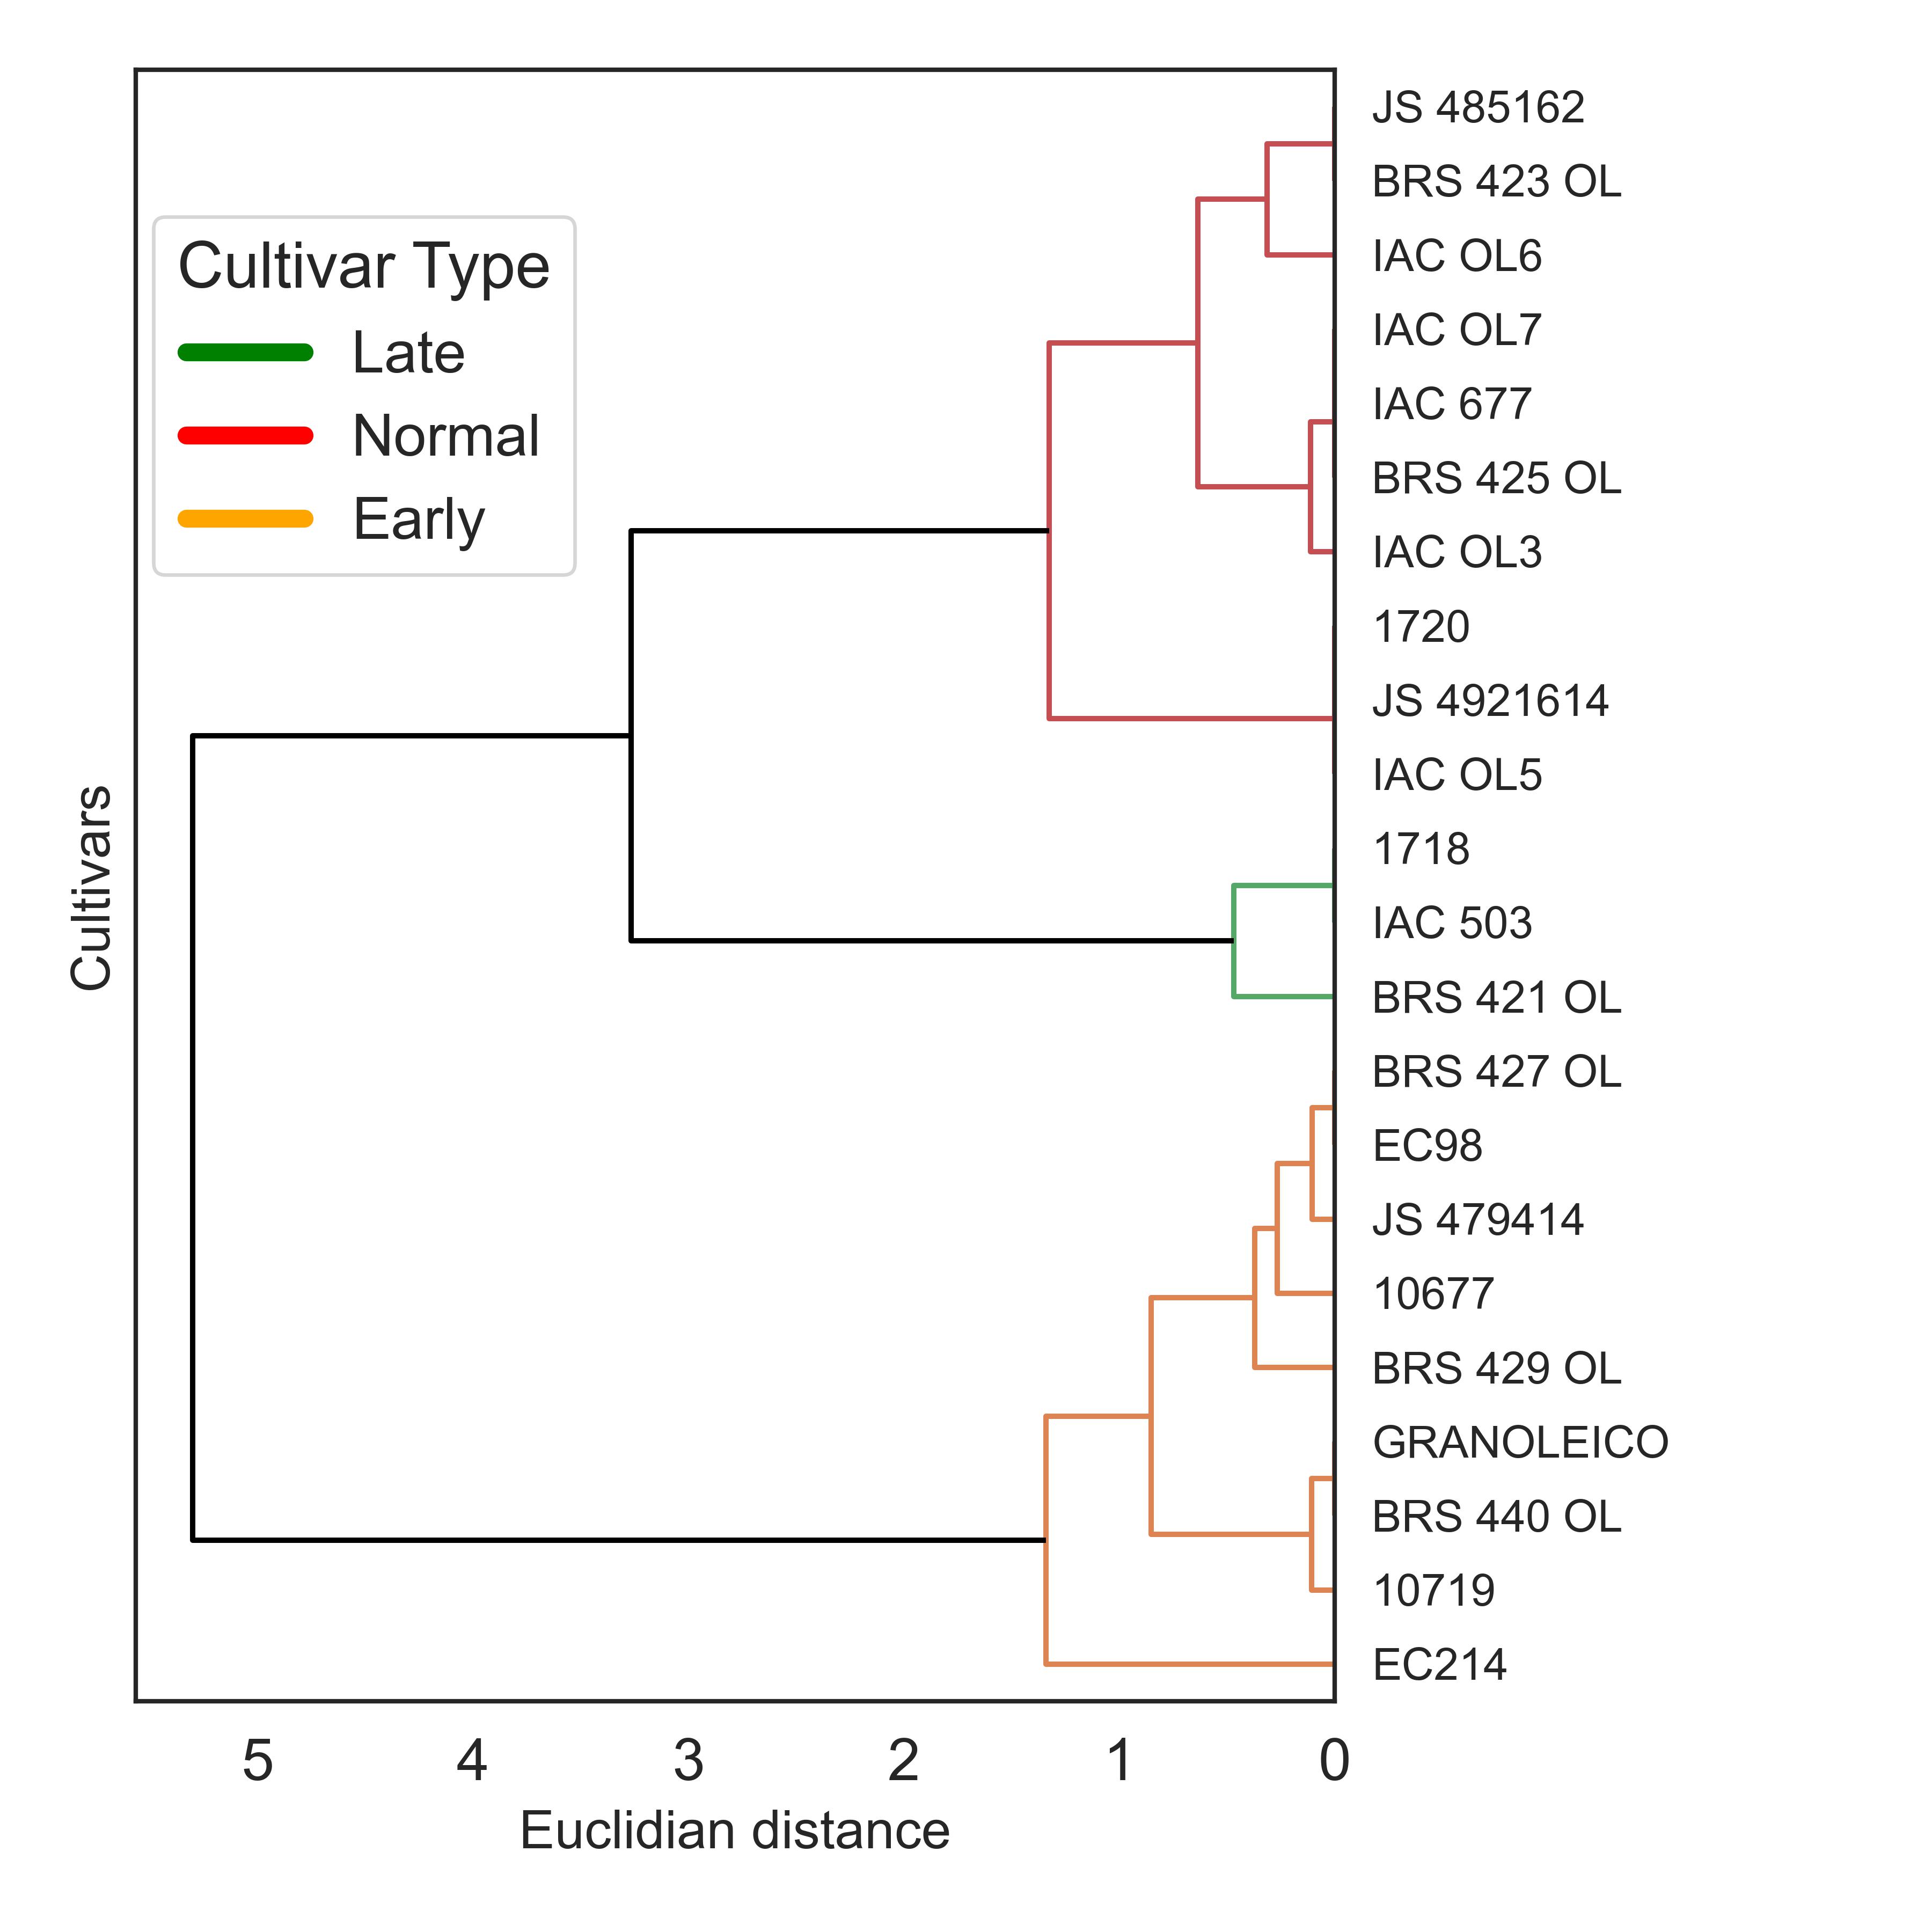 JS 485162
BRS 423 OL
IAC OL6
IAC OL7
IAC 677
BRS 425 OL
IAC OL3
1720
JS 4921614
IAC OL5
1718
IAC 503
BRS 421 OL
BRS 427 OL
EC98
JS 479414
10677
BRS 429 OL
GRANOLEICO
BRS 440 OL
10719
EC214
Cultivar Type
Late
Normal
Early
Cultivars
5 4 3 2 1 0
Euclidian distance